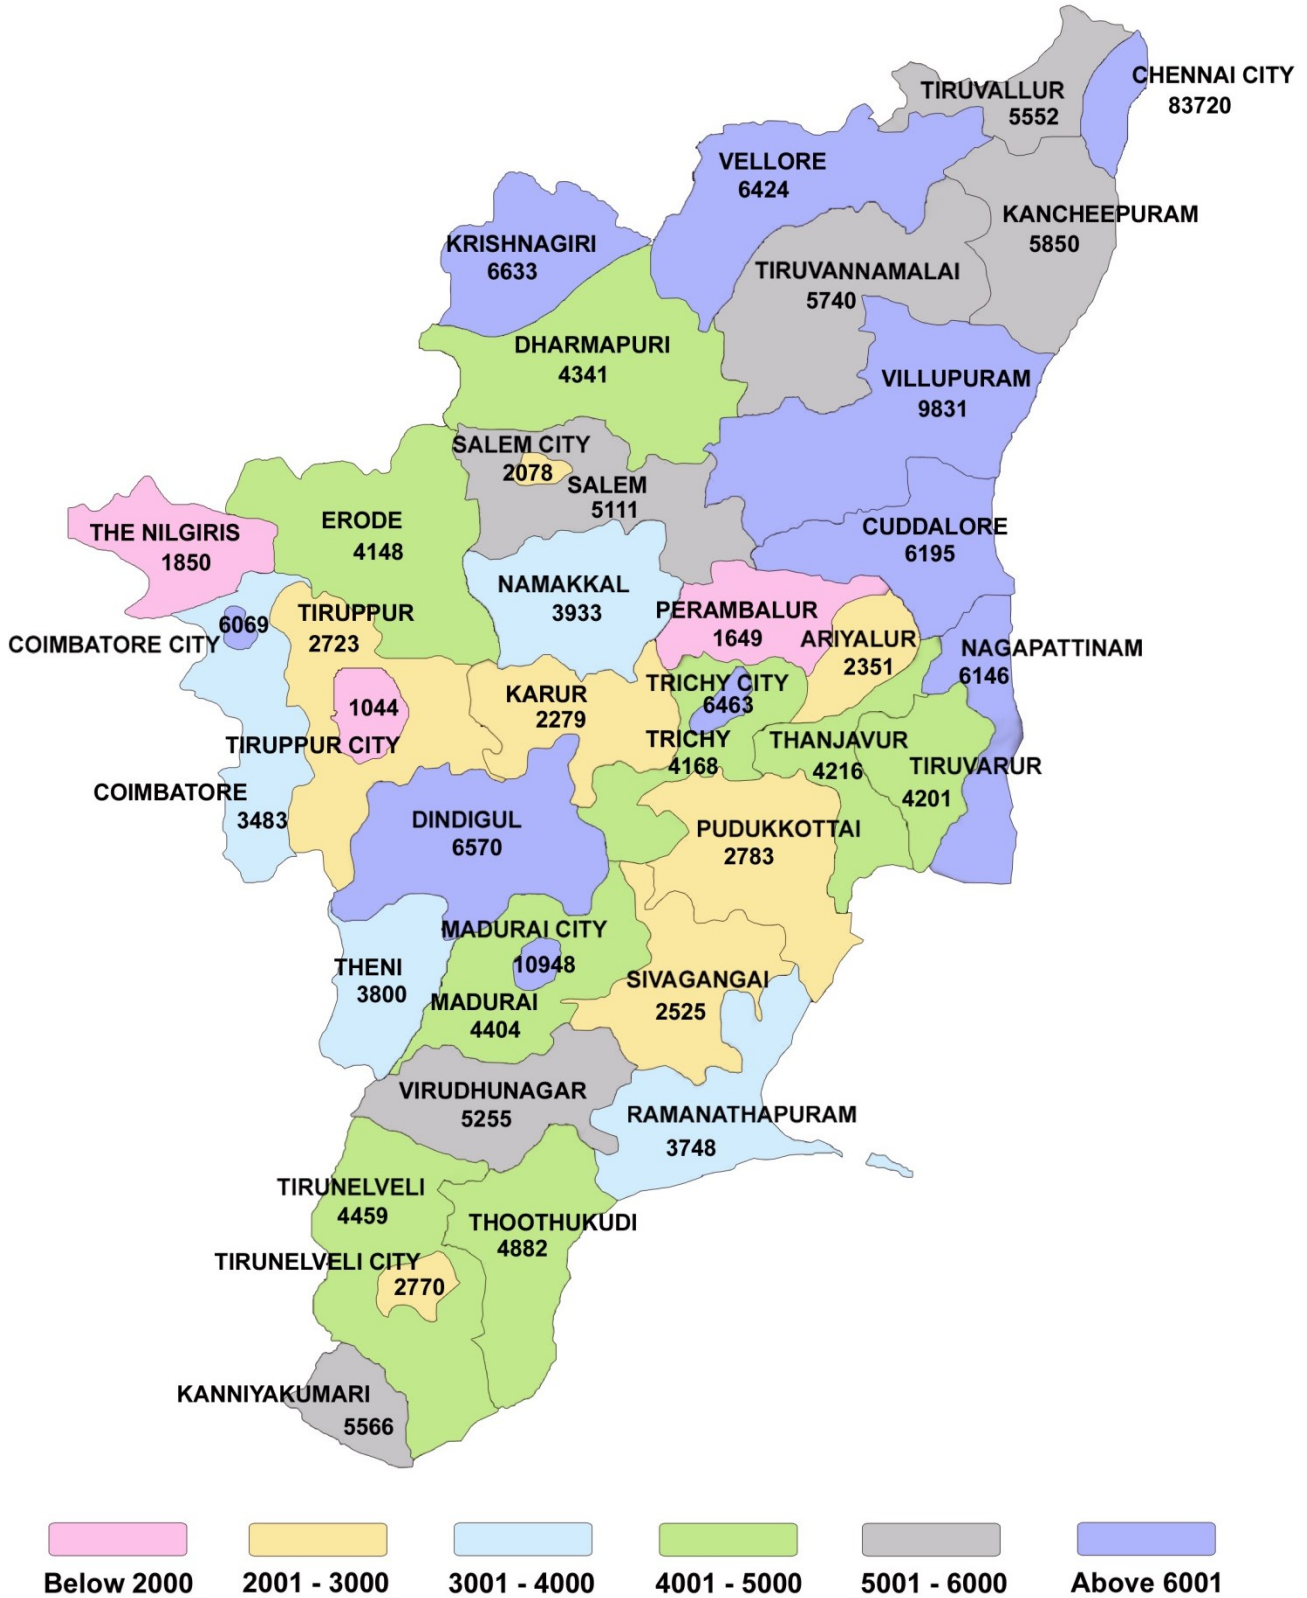 CHENNAI CITY
83720
TIRUVALLUR
5552
VELLORE
6424
KANCHEEPURAM
5850
KRISHNAGIRI
6633
TIRUVANNAMALAI
5740
DHARMAPURI
4341
VILLUPURAM
9831
SALEM CITY
2078
SALEM
5111
THE NILGIRIS
1850
ERODE
4148
CUDDALORE
6195
NAMAKKAL
3933
PERAMBALUR
1649
TIRUPPUR
2723
6069
COIMBATORE CITY
ARIYALUR
2351
NAGAPATTINAM
6146
TRICHY CITY
6463
KARUR
2279
1044
TIRUPPUR CITY
TRICHY
4168
THANJAVUR
4216
TIRUVARUR
4201
COIMBATORE
3483
DINDIGUL
6570
PUDUKKOTTAI
2783
MADURAI CITY
10948
THENI
3800
SIVAGANGAI
2525
MADURAI
4404
VIRUDHUNAGAR
5255
RAMANATHAPURAM
3748
TIRUNELVELI
4459
THOOTHUKUDI
4882
TIRUNELVELI CITY
2770
KANNIYAKUMARI
5566
Below 2000
2001 - 3000
3001 - 4000
4001 - 5000
5001 - 6000
Above 6001